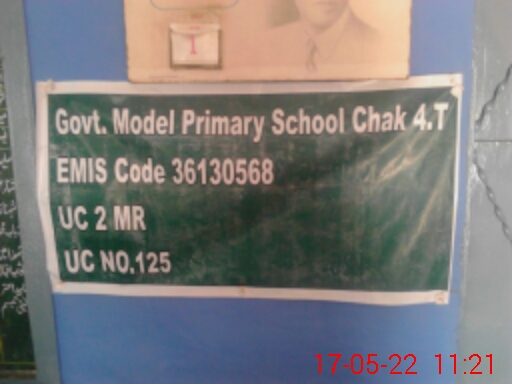 1
Govt. Model Primary School Chak 4.T
EMIS Code 36130568
UC 2 MR
UC NO.125
17-05-22 11:21